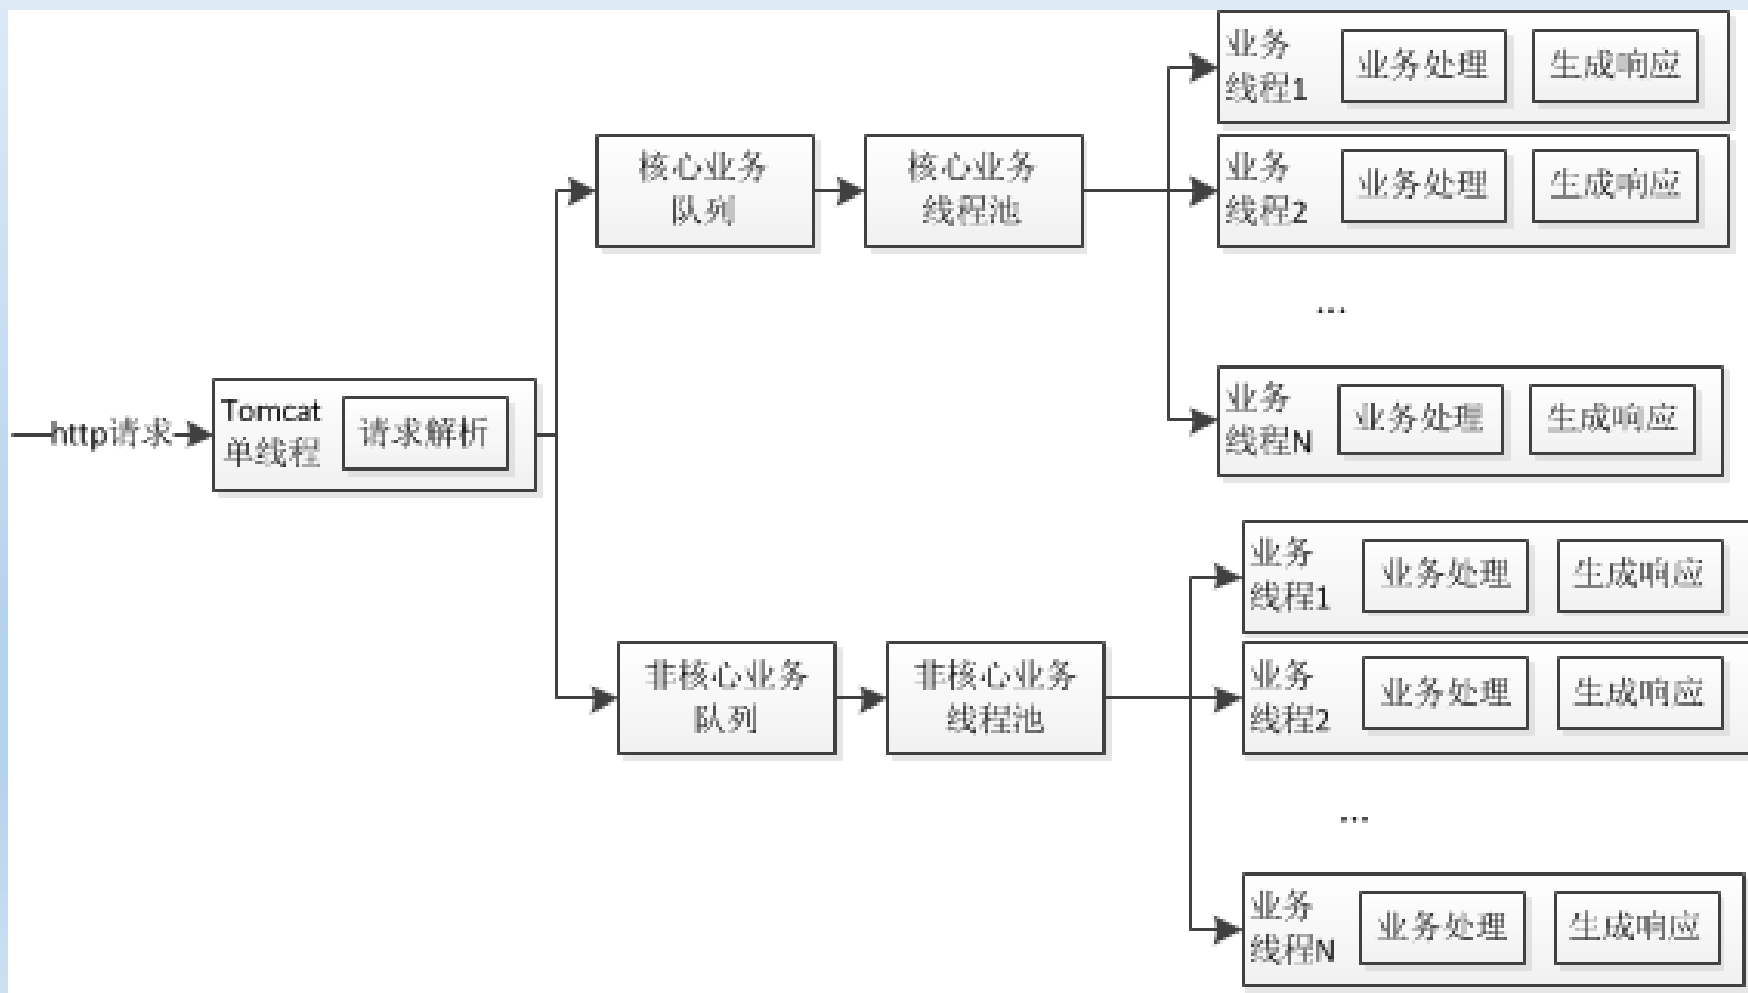 http请求
Tomcat
单线程
请求解析
核心业务
队列
核心业务
线程池
业务
线程1
业务处理
生成响应
业务
线程2
业务处理
生成响应
...
业务
线程N
业务处理
生成响应
非核心业务
队列
非核心业务
线程池
业务
线程1
业务处理
生成响应
业务
线程2
业务处理
生成响应
...
业务
线程N
业务处理
生成响应